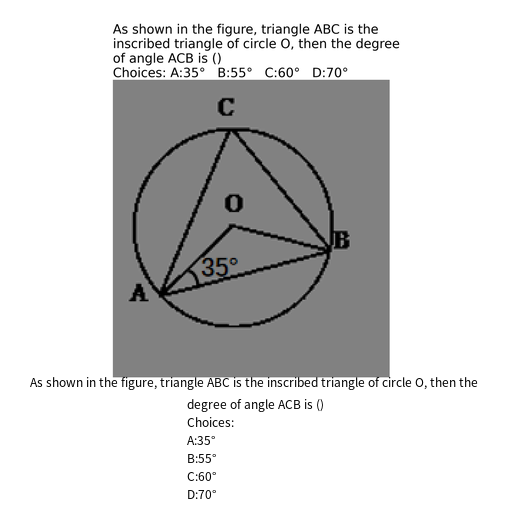 As shown in the figure, triangle ABC is the
inscribed triangle of circle O, then the degree
of angle ACB is ()
Choices: A:35° B:55° C:60° D:70°
C
O
B
35°
A
As shown in the figure, triangle ABC is the inscribed triangle of circle O, then the
degree of angle ACB is ()
Choices:
A:35°
B:55°
C:60°
D:70°